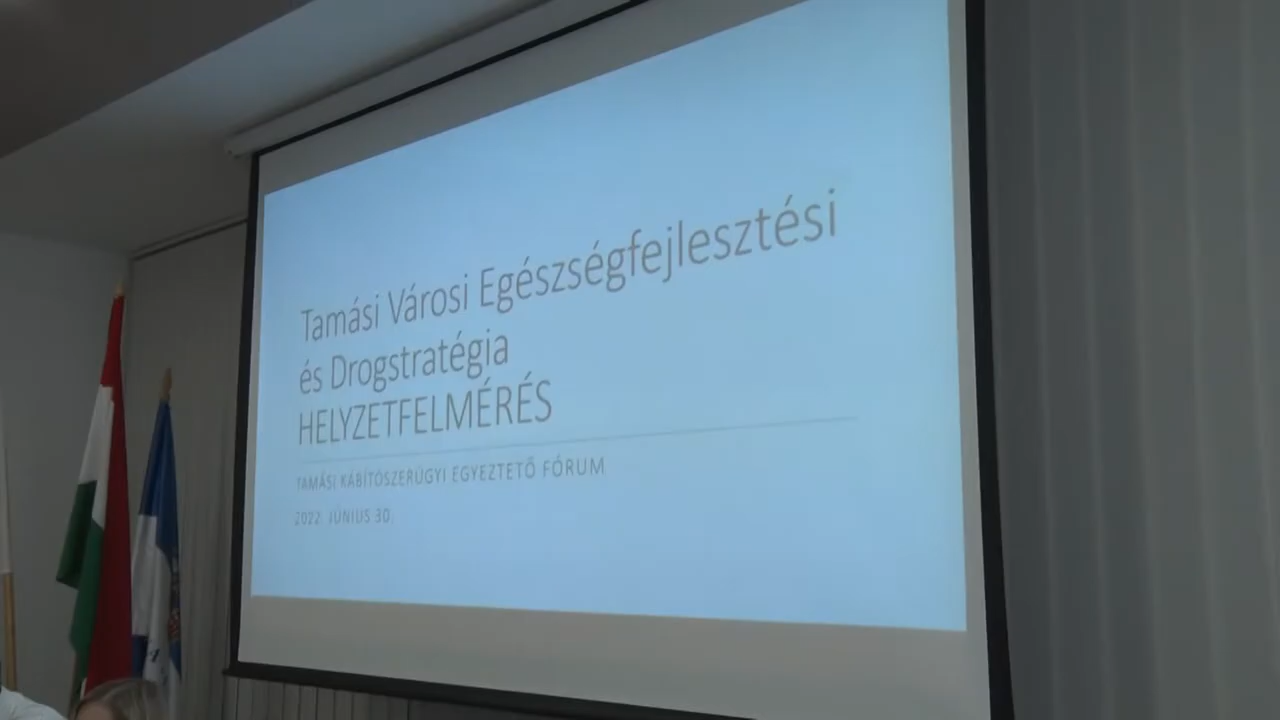 Tamási Városi Egészségfejlesztési
és Drogstratégia
HELYZETFELMÉRÉS
TAMÁSI KÁBÍTÓSZERÜGYI EGYEZTETŐ FÓRUM
2022. JÚNIUS 30.